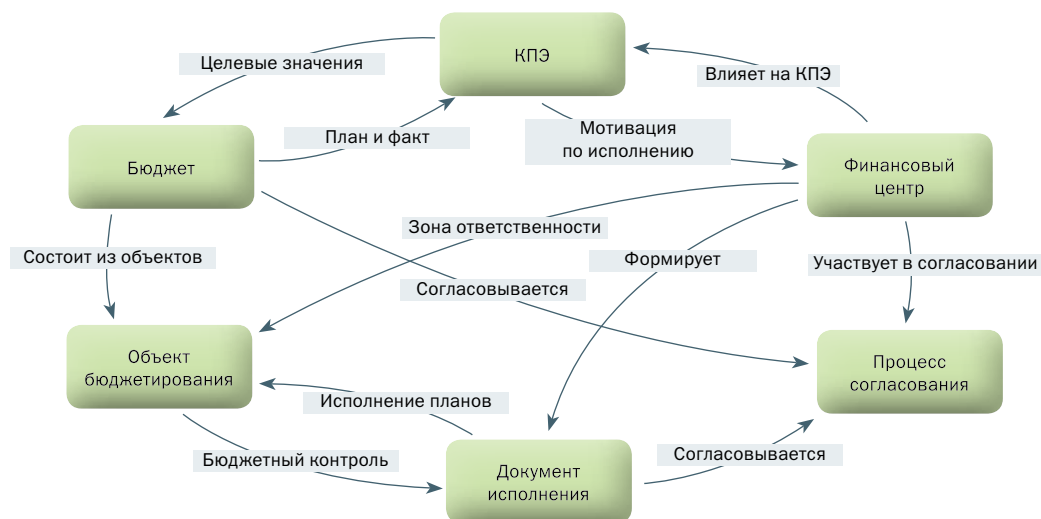 КПЭ
Целевые значения
Влияет на КПЭ
План и факт
Мотивация
по исполнению
Бюджет
Финансовый
центр
Зона ответственности
Состоит из объектов
Формирует
Участвует в согласовании
Согласовывается
Объект
бюджетирования
Процесс
согласования
Исполнение планов
Бюджетный контроль
Согласовывается
Документ
исполнения